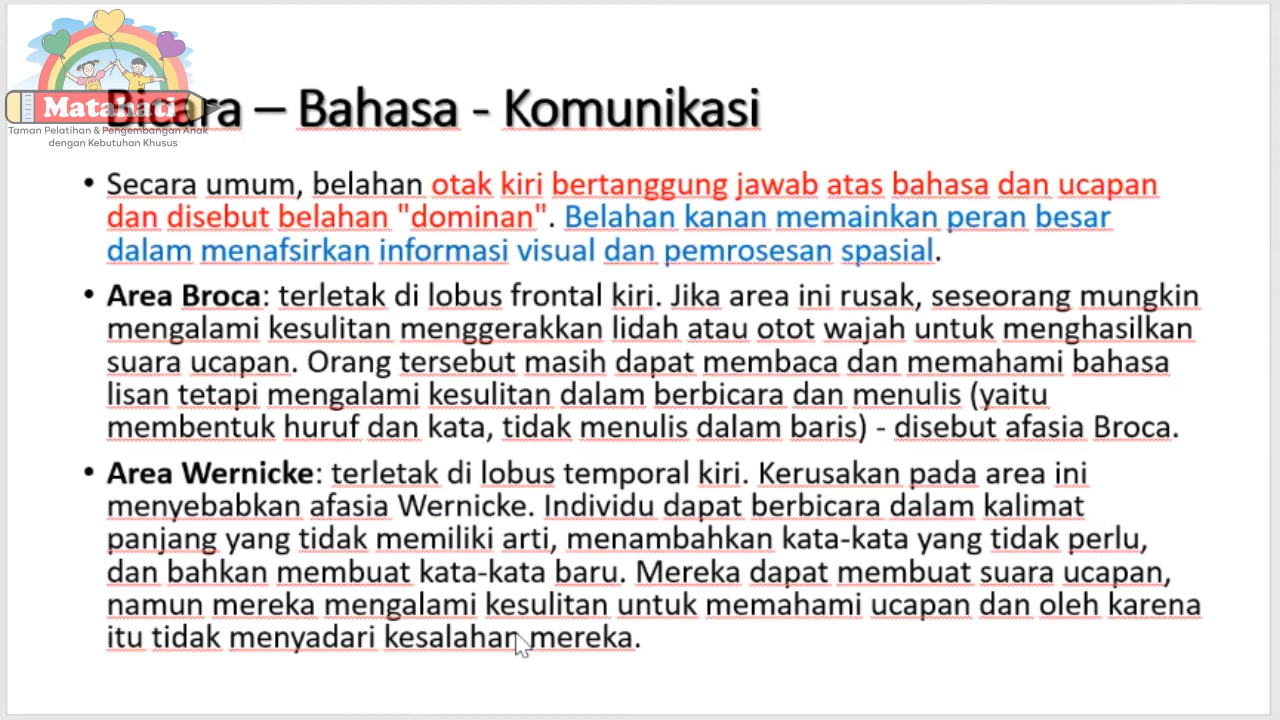 Matahati
Taman Pelatihan & Pengembangan Anak
dengan Kebutuhan Khusus
Bicara – Bahasa - Komunikasi
• Secara umum, belahan otak kiri bertanggung jawab atas bahasa dan ucapan
dan disebut belahan "dominan". Belahan kanan memainkan peran besar
dalam menafsirkan informasi visual dan pemrosesan spasial.
• Area Broca: terletak di lobus frontal kiri. Jika area ini rusak, seseorang mungkin
mengalami kesulitan menggerakkan lidah atau otot wajah untuk menghasilkan
suara ucapan. Orang tersebut masih dapat membaca dan memahami bahasa
lisan tetapi mengalami kesulitan dalam berbicara dan menulis (yaitu
membentuk huruf dan kata, tidak menulis dalam baris) - disebut afasia Broca.
• Area Wernicke: terletak di lobus temporal kiri. Kerusakan pada area ini
menyebabkan afasia Wernicke. Individu dapat berbicara dalam kalimat
panjang yang tidak memiliki arti, menambahkan kata-kata yang tidak perlu,
dan bahkan membuat kata-kata baru. Mereka dapat membuat suara ucapan,
namun mereka mengalami kesulitan untuk memahami ucapan dan oleh karena
itu tidak menyadari kesalahan mereka.